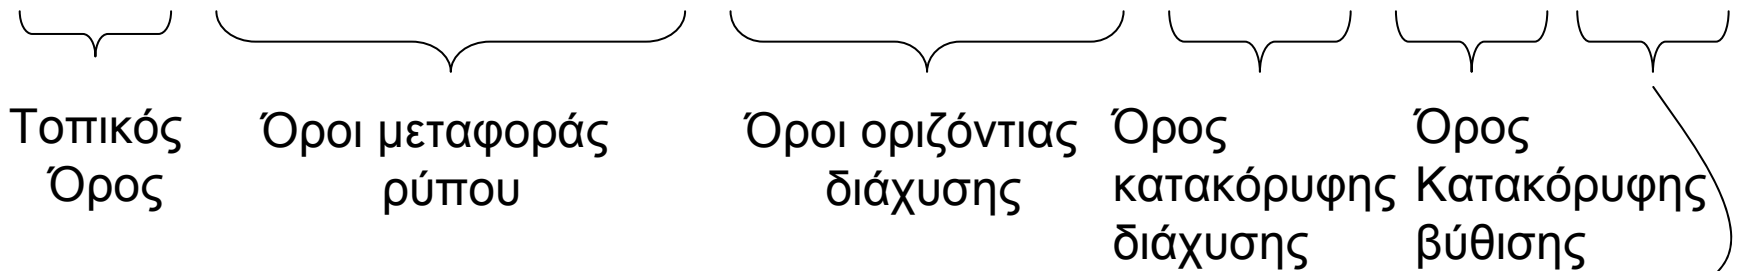 Τοπικός
Όρος
Όροι μεταφοράς
ρύπου
Όροι οριζόντιας
διάχυσης
Όρος
κατακόρυφης
διάχυσης
Όρος
Κατακόρυφης
βύθισης